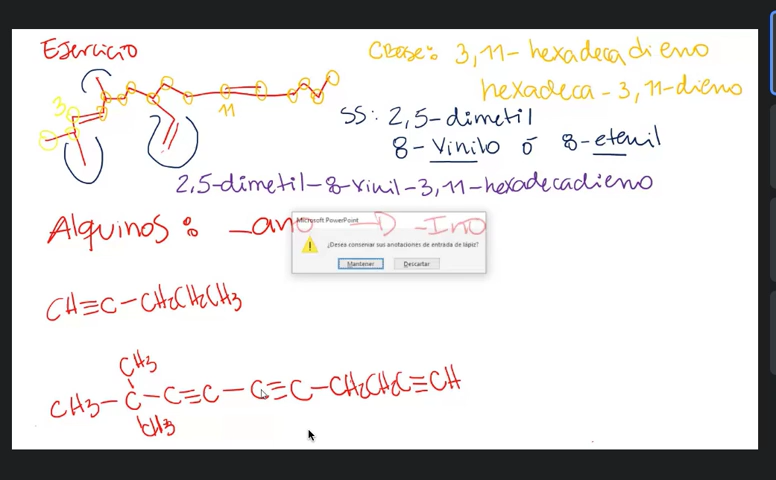 Ejercicio
CBase: 3,11-hexadecadieno
hexadeca-3,11-dieno
3
11
SS: 2,5-dimetil
8-vinilo ó 8-etenil
2,5-dimetil-8-vinil-3,11-hexadecadieno
Alquinos : -ano → -Ino
Microsoft PowerPoint
¿Desea conservar sus anotaciones de entrada de lápiz?
Mantener Descartar
CH≡C-CH2CH2CH3
CH3
CH3-C-C≡C-C≡C-CH2CH2C≡CH
CH3